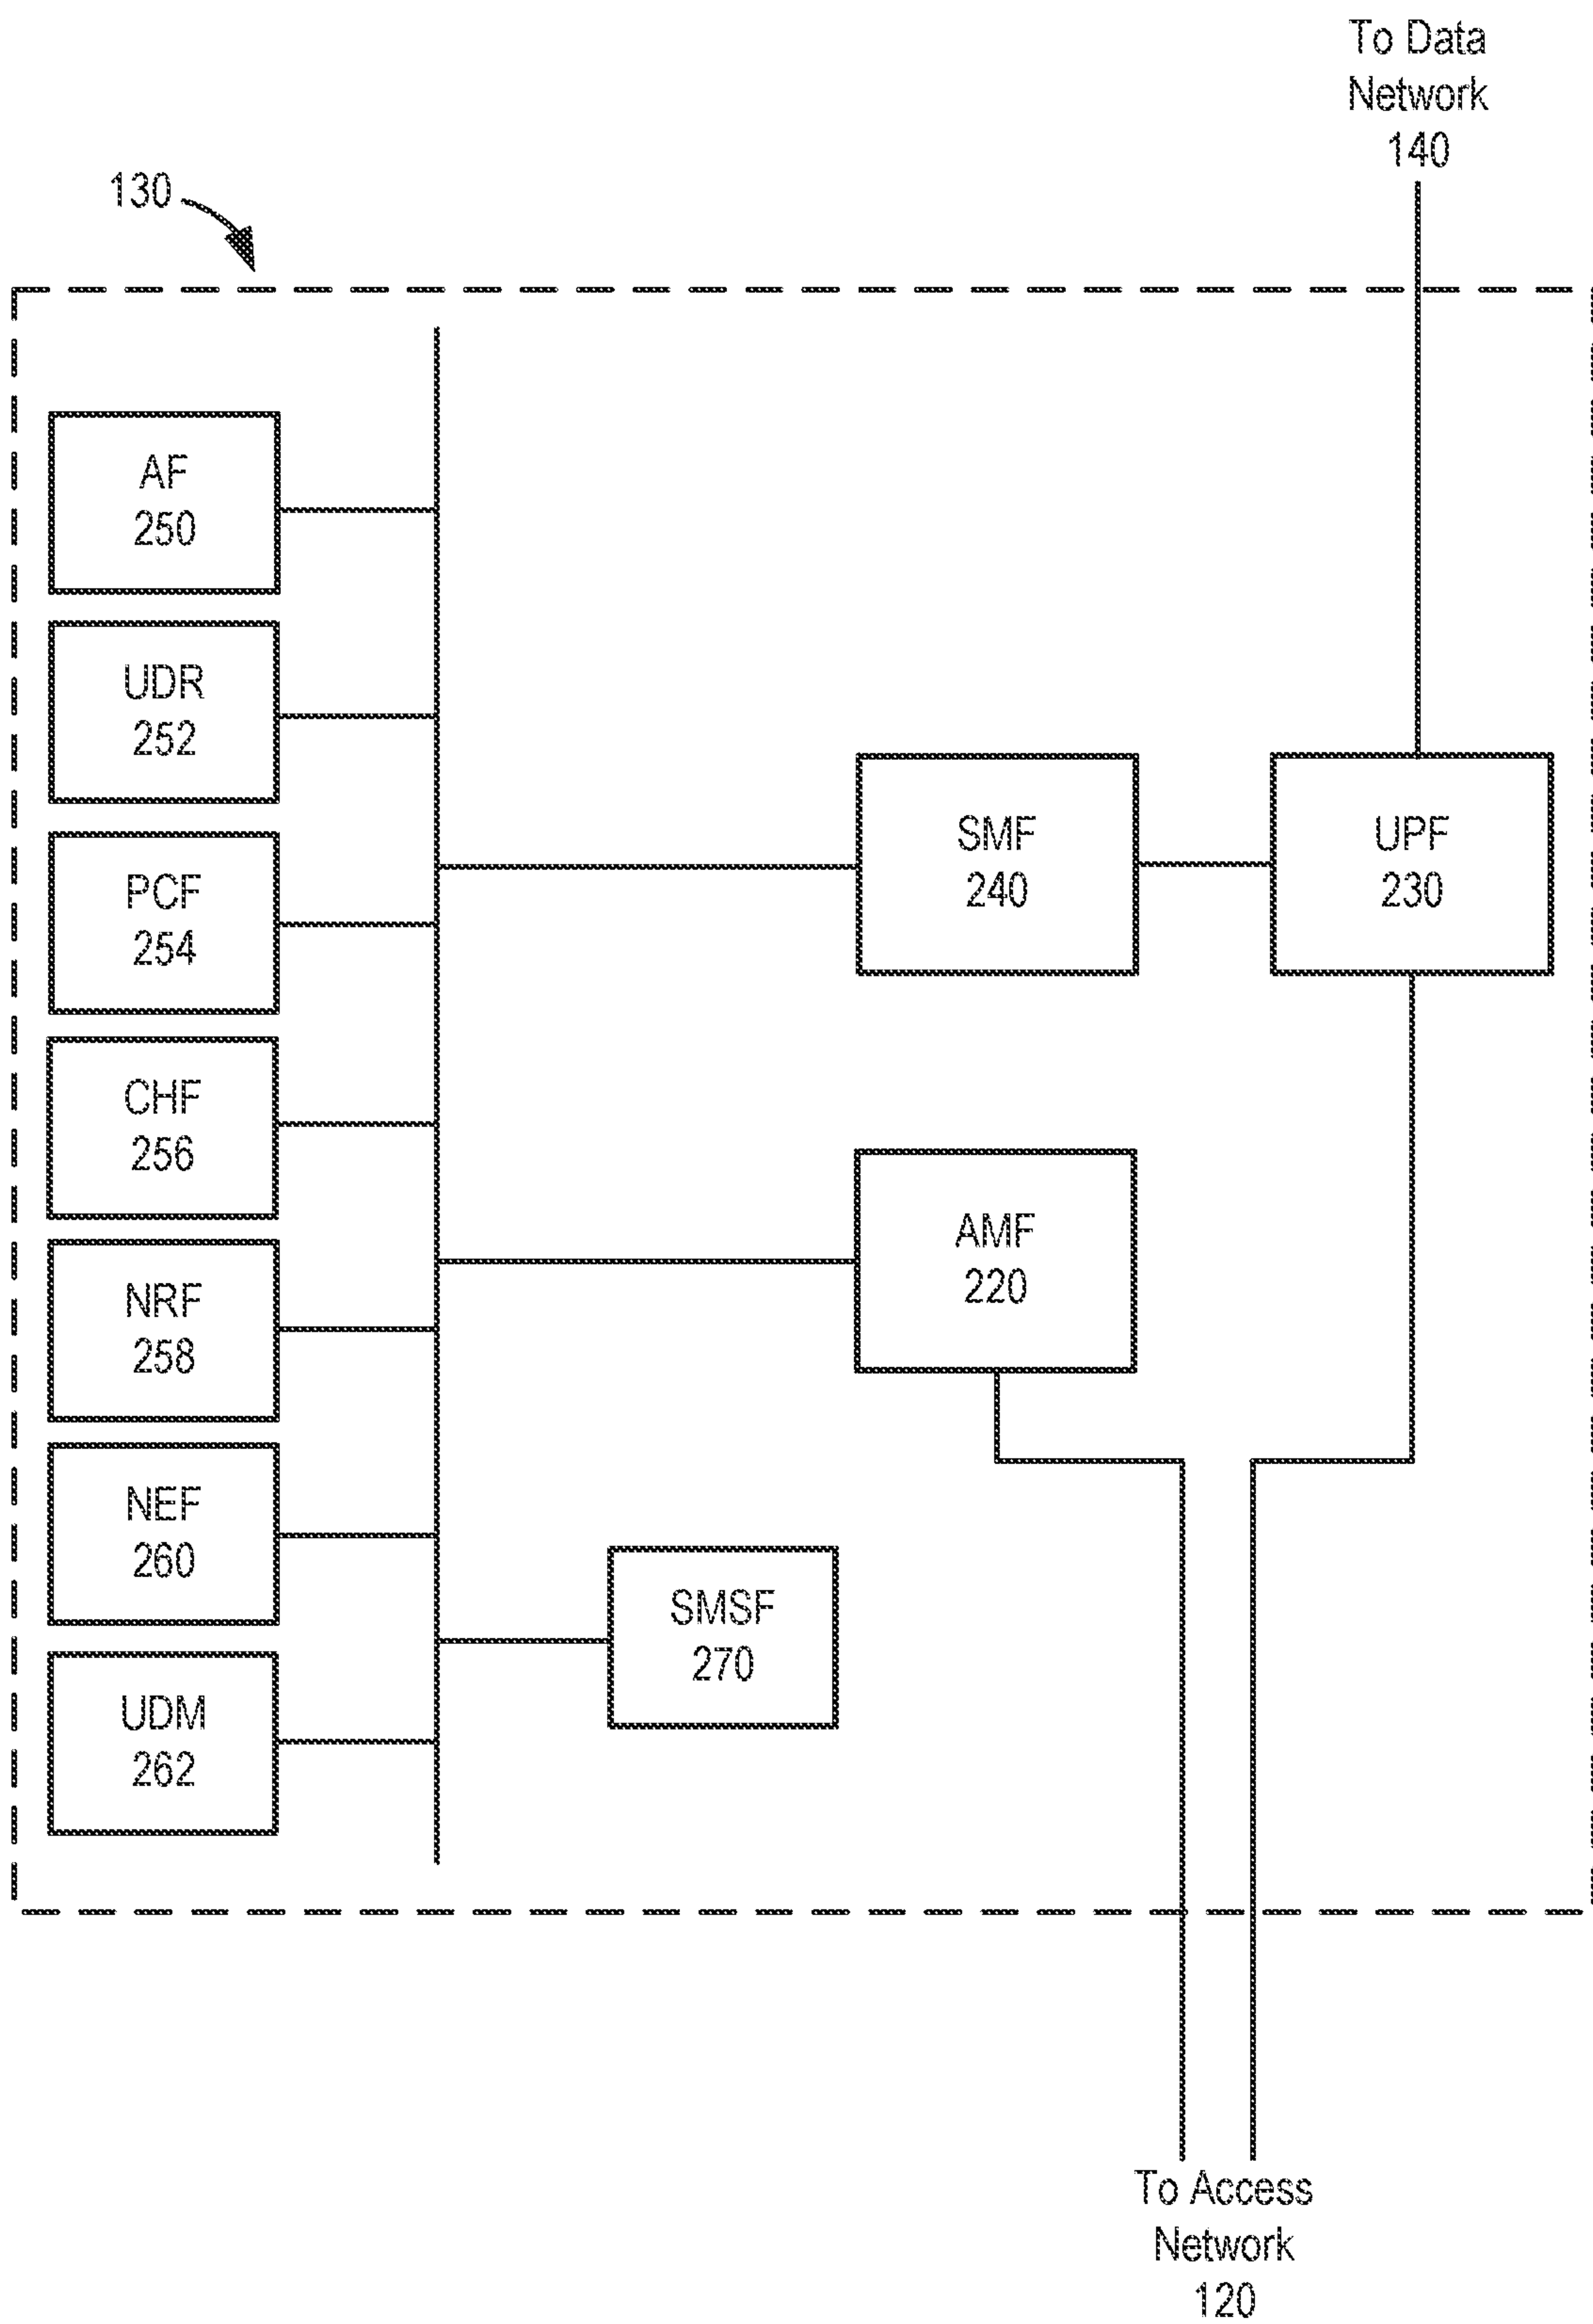 To Data
Network
140
130
AF
250
UDR
252
PCF
254
SMF
240
UPF
230
CHF
256
AMF
220
NRF
258
NEF
260
SMSF
270
UDM
262
To Access
Network
120